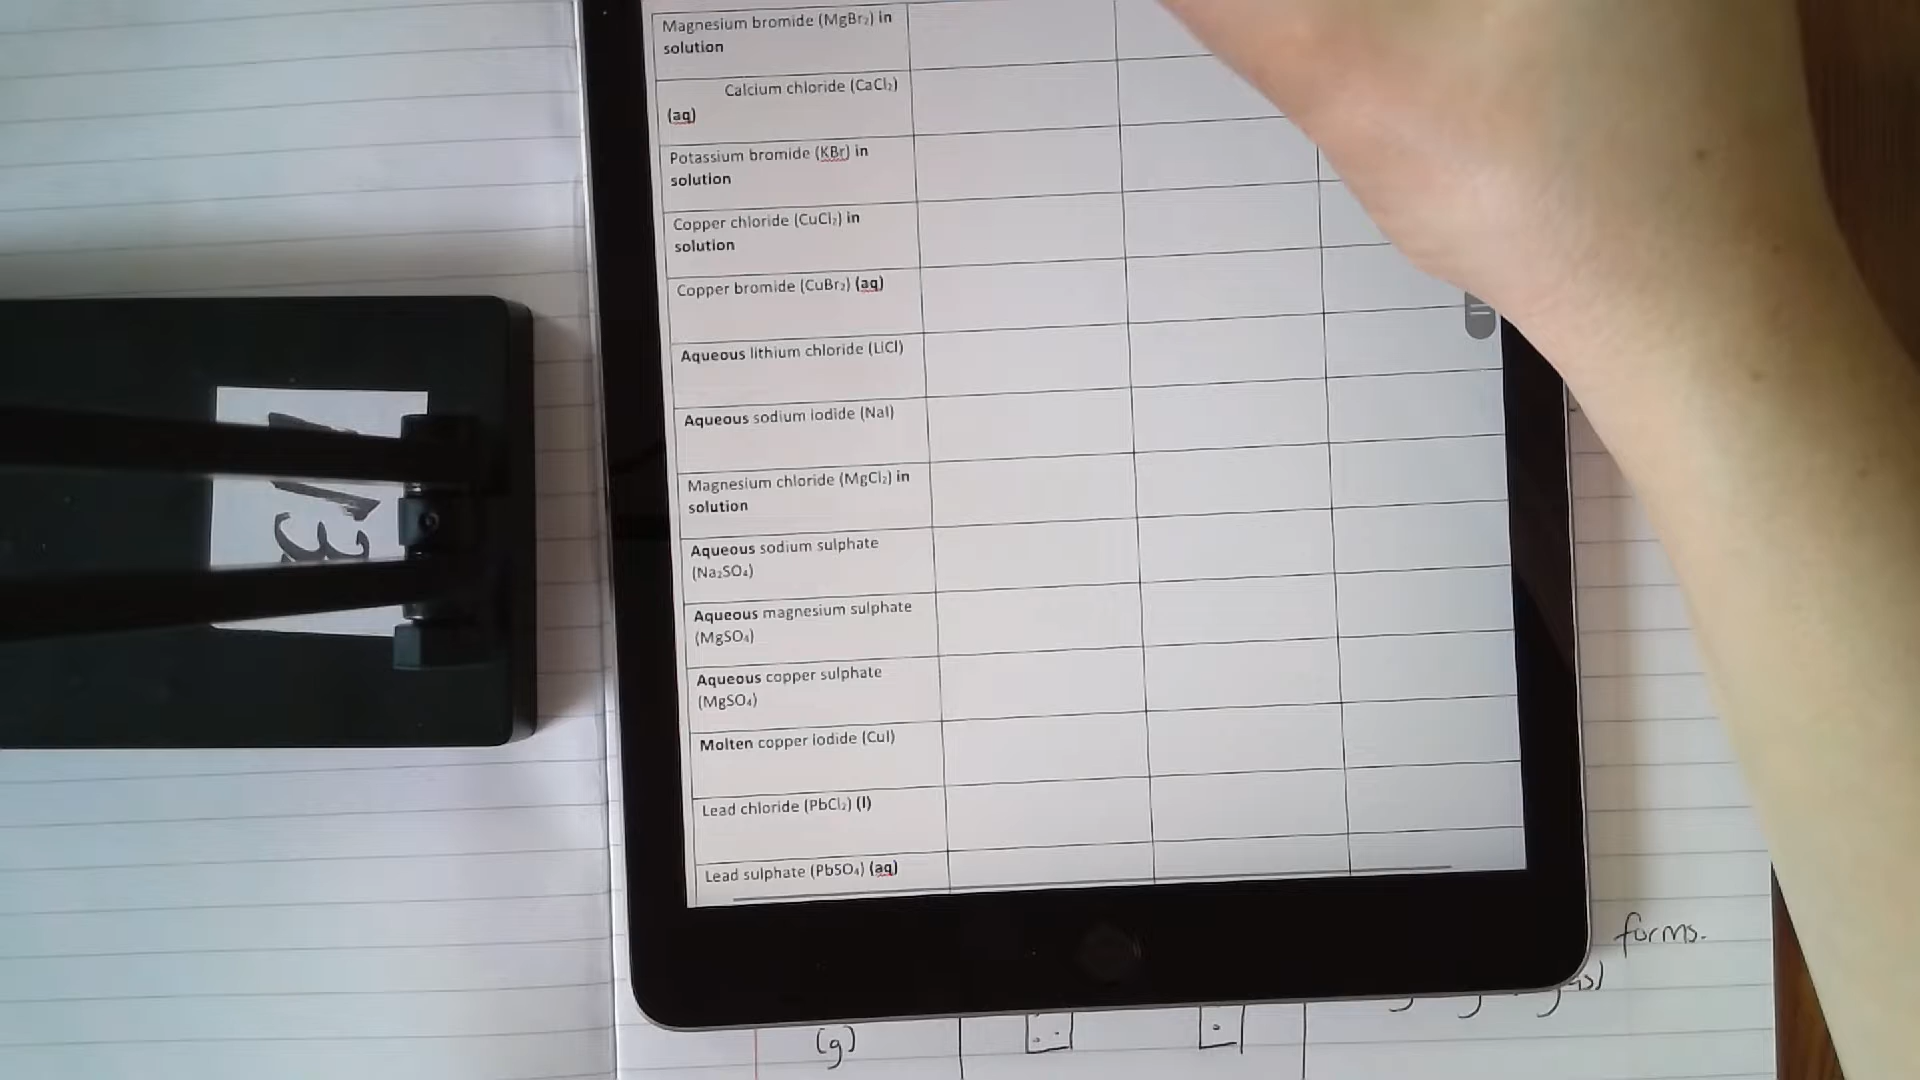 Magnesium bromide (MgBr₂) in
solution
Calcium chloride (CaCl₂)
(aq)
Potassium bromide (KBr) in
solution
Copper chloride (CuCl₂) in
solution
Copper bromide (CuBr₂) (aq)
Aqueous lithium chloride (LiCl)
Aqueous sodium iodide (NaI)
Magnesium chloride (MgCl₂) in
solution
Aqueous sodium sulphate
(Na₂SO₄)
Aqueous magnesium sulphate
(MgSO₄)
Aqueous copper sulphate
(MgSO₄)
Molten copper iodide (CuI)
Lead chloride (PbCl₂) (l)
Lead sulphate (PbSO₄) (aq)
forms.
(g)